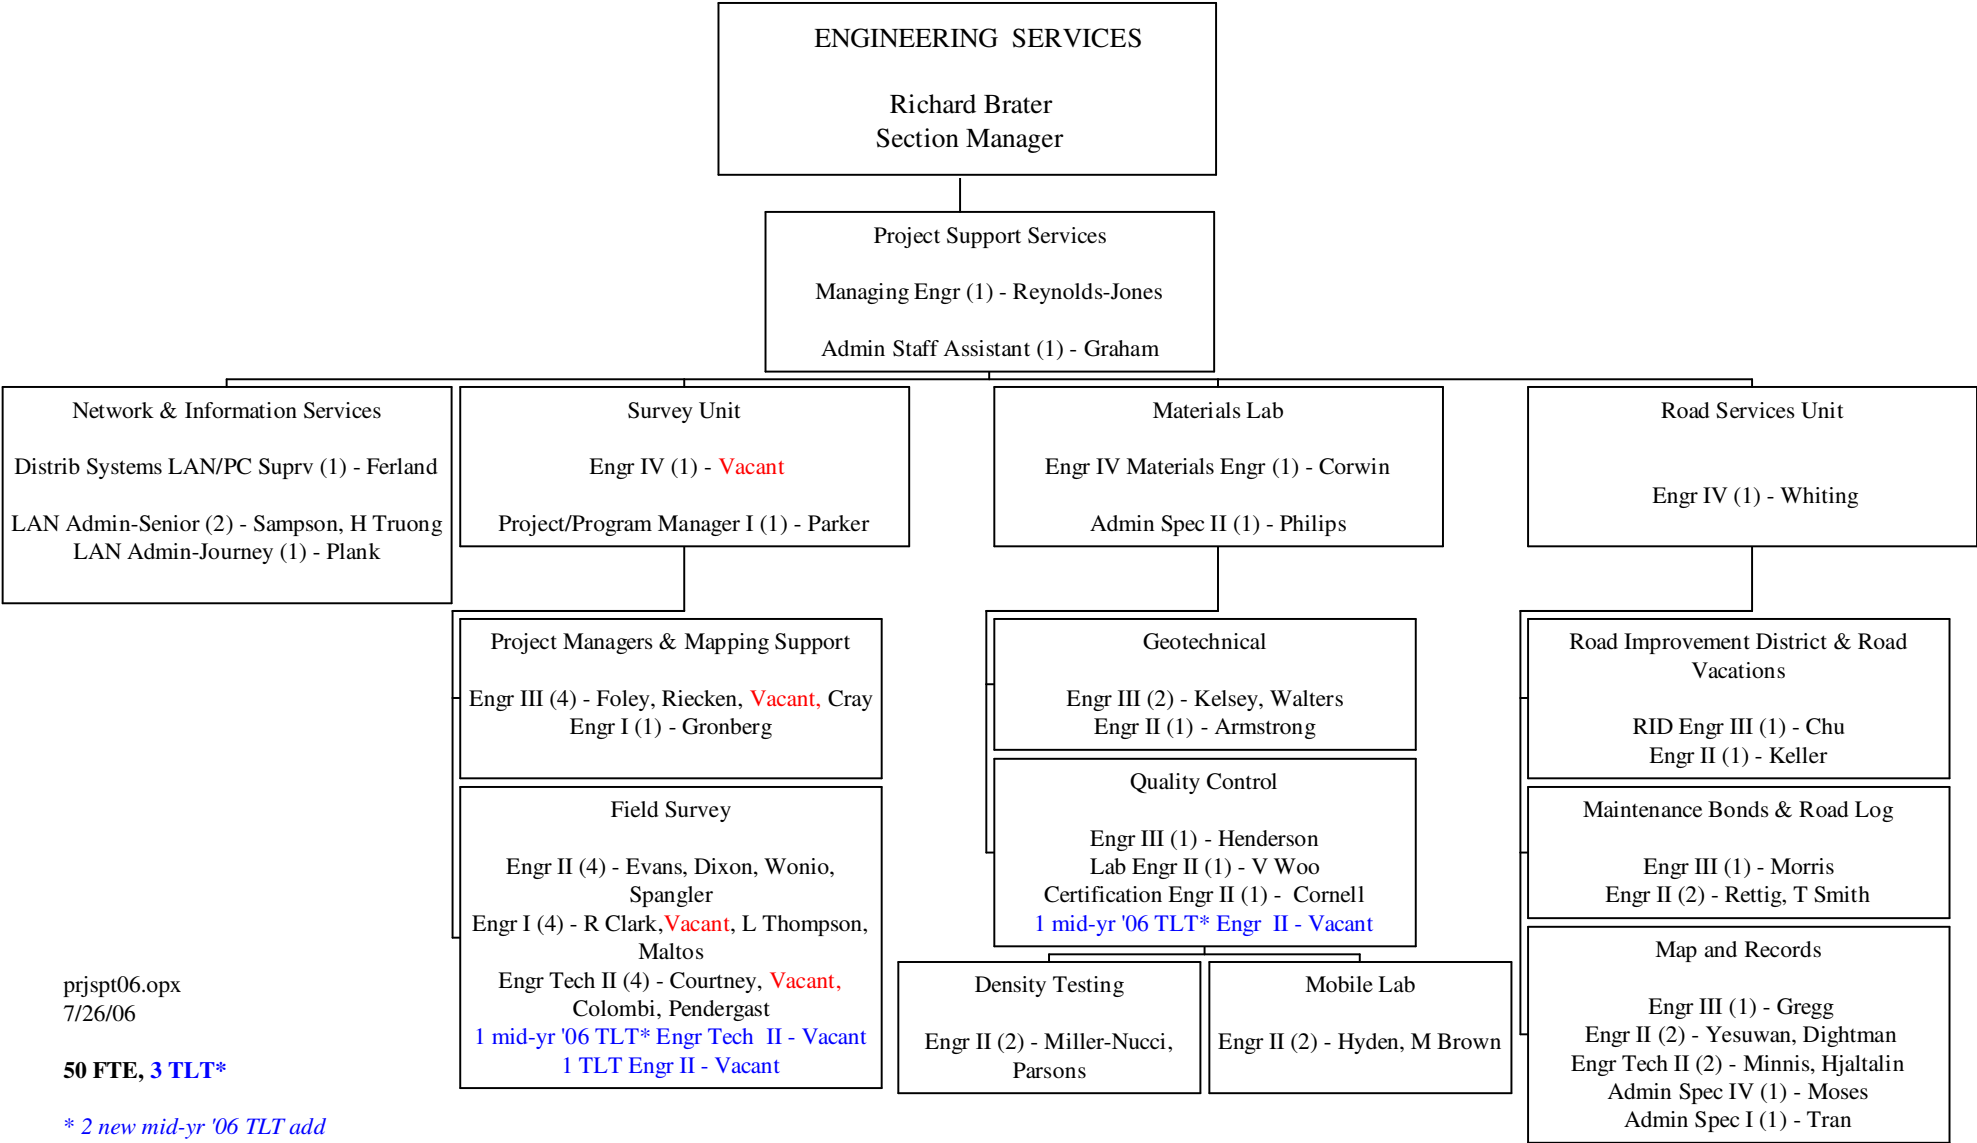 ENGINEERING  SERVICES
Richard Brater
Section Manager
Project Support Services
Managing Engr (1) - Reynolds-Jones
Admin Staff Assistant (1) - Graham
Network & Information Services
Distrib Systems LAN/PC Suprv (1) - Ferland
LAN Admin-Senior (2) - Sampson, H Truong
LAN Admin-Journey (1) - Plank
Survey Unit
Engr IV (1) - Vacant
Project/Program Manager I (1) - Parker
Materials Lab
Engr IV Materials Engr (1) - Corwin
Admin Spec II (1) - Philips
Road Services Unit
Engr IV (1) - Whiting
Project Managers & Mapping Support
Engr III (4) - Foley, Riecken, Vacant, Cray
Engr I (1) - Gronberg
Field Survey
Engr II (4) - Evans, Dixon, Wonio,
Spangler
Engr I (4) - R Clark,Vacant, L Thompson,
Maltos
Engr Tech II (4) - Courtney, Vacant,
Colombi, Pendergast
1 mid-yr '06 TLT* Engr Tech  II - Vacant
1 TLT Engr II - Vacant
Geotechnical
Engr III (2) - Kelsey, Walters
Engr II (1) - Armstrong
Quality Control
Engr III (1) - Henderson
Lab Engr II (1) - V Woo
Certification Engr II (1) -  Cornell
1 mid-yr '06 TLT* Engr  II - Vacant
Density Testing
Engr II (2) - Miller-Nucci,
Parsons
Mobile Lab
Engr II (2) - Hyden, M Brown
Road Improvement District & Road
Vacations
RID Engr III (1) - Chu
Engr II (1) - Keller
Maintenance Bonds & Road Log
Engr III (1) - Morris
Engr II (2) - Rettig, T Smith
Map and Records
Engr III (1) - Gregg
Engr II (2) - Yesuwan, Dightman
Engr Tech II (2) - Minnis, Hjaltalin
Admin Spec IV (1) - Moses
Admin Spec I (1) - Tran
prjspt06.opx
7/26/06
50 FTE, 3 TLT*
* 2 new mid-yr '06 TLT add